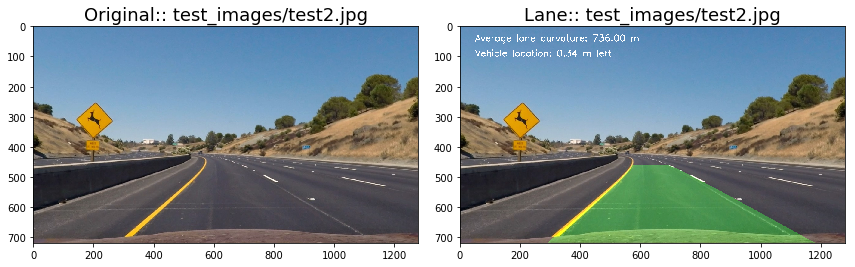 Original:: test_images/test2.jpg
0
100
200
300
400
500
600
700
0 200 400 600 800 1000 1200
Lane:: test_images/test2.jpg
Average lane curvature: 736.00 m
Vehicle location: 0.34 m left
0
100
200
300
400
500
600
700
0 200 400 600 800 1000 1200